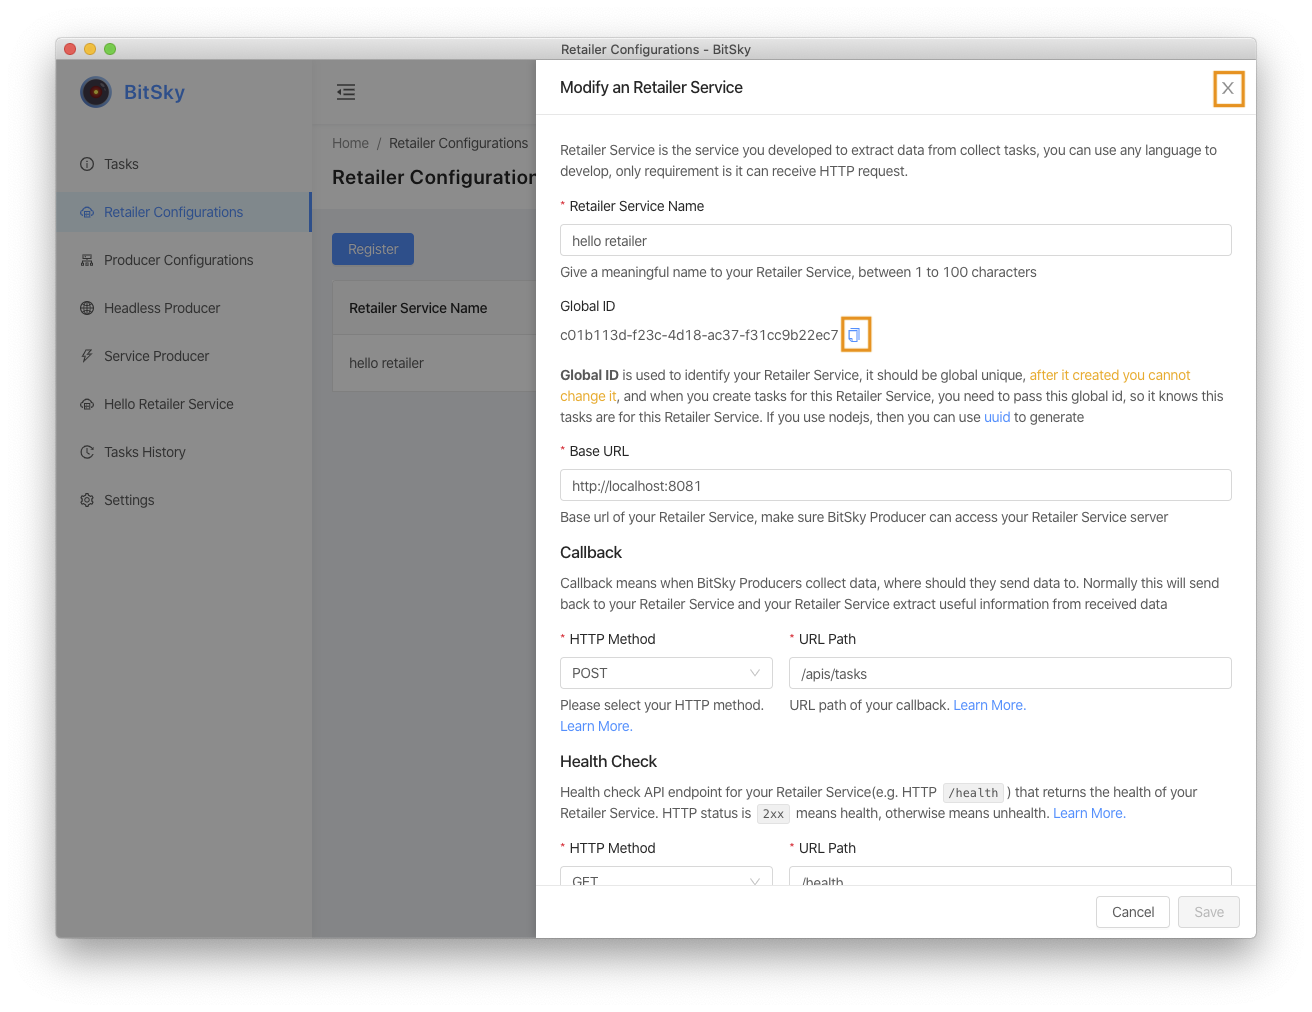 Retailer Configurations - BitSky
BitSky
Tasks
Retailer Configurations
Producer Configurations
Headless Producer
Service Producer
Hello Retailer Service
Tasks History
Settings
Home / Retailer Configurations
Retailer Configuration
Register
Retailer Service Name
hello retailer
Modify an Retailer Service
X
Retailer Service is the service you developed to extract data from collect tasks, you can use any language to
develop, only requirement is it can receive HTTP request.
* Retailer Service Name
hello retailer
Give a meaningful name to your Retailer Service, between 1 to 100 characters
Global ID
c01b113d-f23c-4d18-ac37-f31cc9b22ec7
Global ID is used to identify your Retailer Service, it should be global unique, after it created you cannot
change it, and when you create tasks for this Retailer Service, you need to pass this global id, so it knows this
tasks are for this Retailer Service. If you use nodejs, then you can use uuid to generate
* Base URL
http://localhost:8081
Base url of your Retailer Service, make sure BitSky Producer can access your Retailer Service server
Callback
Callback means when BitSky Producers collect data, where should they send data to. Normally this will send
back to your Retailer Service and your Retailer Service extract useful information from received data
* HTTP Method
* URL Path
POST
/apis/tasks
Please select your HTTP method.
Learn More.
URL path of your callback. Learn More.
Health Check
Health check API endpoint for your Retailer Service(e.g. HTTP /health ) that returns the health of your
Retailer Service. HTTP status is 2xx means health, otherwise means unhealth. Learn More.
* HTTP Method
* URL Path
GET
/health
Cancel
Save